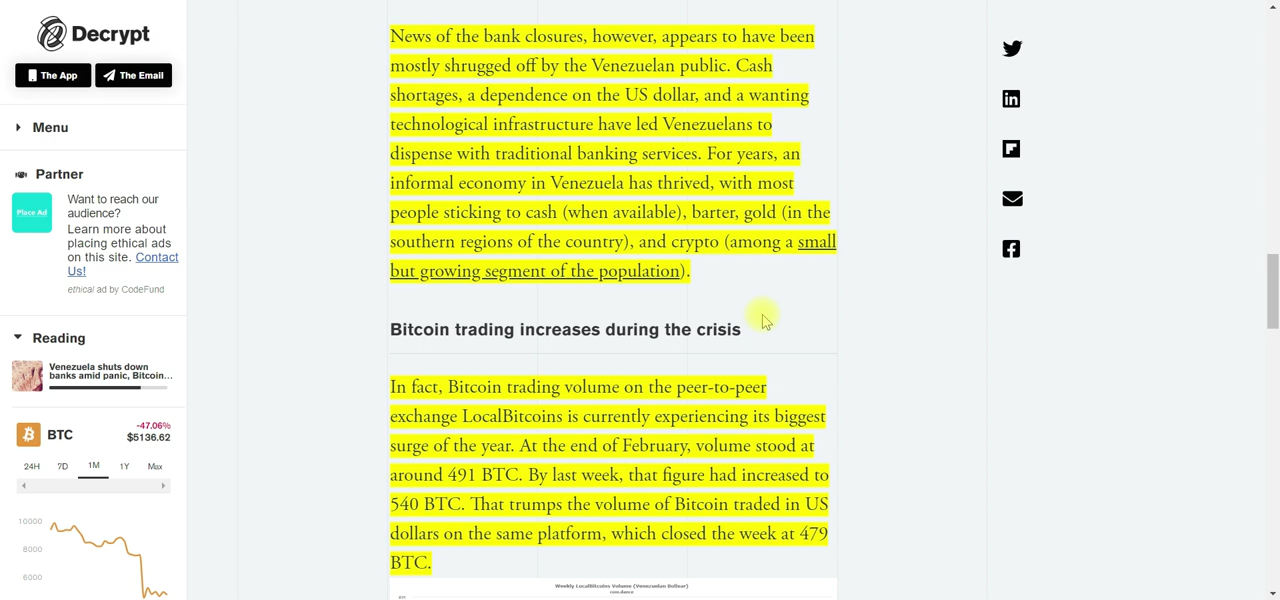 Decrypt
The App
The Email
Menu
Partner
Place Ad
Want to reach our
audience?
Learn more about
placing ethical ads
on this site. Contact
Us!
ethical ad by CodeFund
Reading
Venezuela shuts down
banks amid panic, Bitcoin...
BTC
-47.06%
$5136.62
24H 7D 1M 1Y Max
10000
8000
6000
News of the bank closures, however, appears to have been
mostly shrugged off by the Venezuelan public. Cash
shortages, a dependence on the US dollar, and a wanting
technological infrastructure have led Venezuelans to
dispense with traditional banking services. For years, an
informal economy in Venezuela has thrived, with most
people sticking to cash (when available), barter, gold (in the
southern regions of the country), and crypto (among a small
but growing segment of the population).
Bitcoin trading increases during the crisis
In fact, Bitcoin trading volume on the peer-to-peer
exchange LocalBitcoins is currently experiencing its biggest
surge of the year. At the end of February, volume stood at
around 491 BTC. By last week, that figure had increased to
540 BTC. That trumps the volume of Bitcoin traded in US
dollars on the same platform, which closed the week at 479
BTC.
Weekly LocalBitcoins Volume (Venezuelan Bolivar)
coin.dance